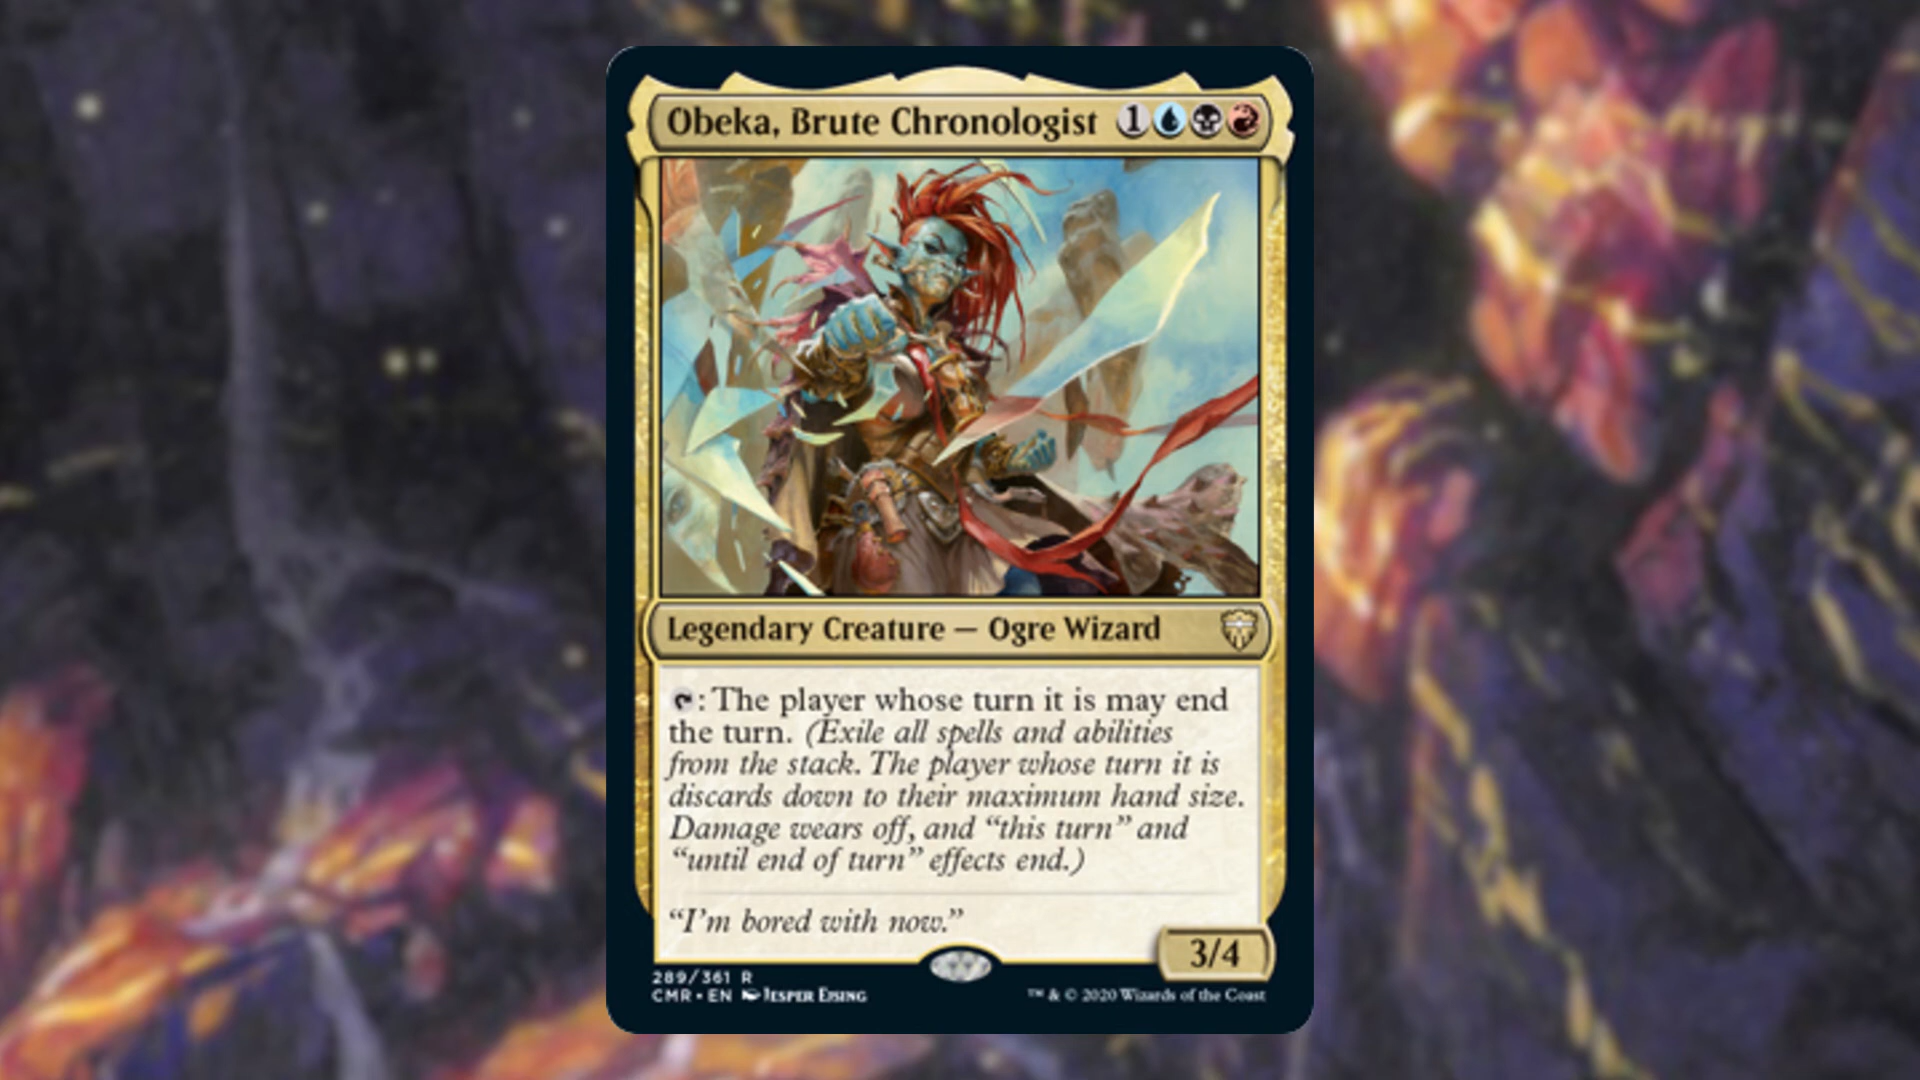 Obeka, Brute Chronologist 1
Legendary Creature — Ogre Wizard
: The player whose turn it is may end
the turn. (Exile all spells and abilities
from the stack. The player whose turn it is
discards down to their maximum hand size.
Damage wears off, and “this turn” and
“until end of turn” effects end.)
“I’m bored with now.”
3/4
289/361 R
CMR • EN Jesper Ejsing
™ & © 2020 Wizards of the Coast